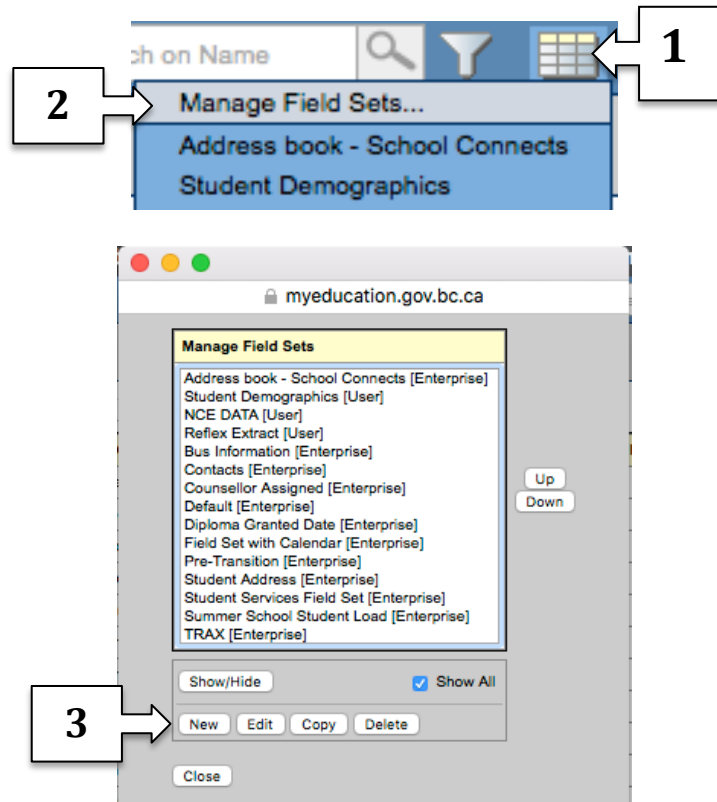 ch on Name
1
2
Manage Field Sets...
Address book - School Connects
Student Demographics
myeducation.gov.bc.ca
Manage Field Sets
Address book - School Connects [Enterprise]
Student Demographics [User]
NCE DATA [User]
Reflex Extract [User]
Bus Information [Enterprise]
Contacts [Enterprise]
Counsellor Assigned [Enterprise]
Default [Enterprise]
Diploma Granted Date [Enterprise]
Field Set with Calendar [Enterprise]
Pre-Transition [Enterprise]
Student Address [Enterprise]
Student Services Field Set [Enterprise]
Summer School Student Load [Enterprise]
TRAX [Enterprise]
Up
Down
Show/Hide Show All
3
New Edit Copy Delete
Close